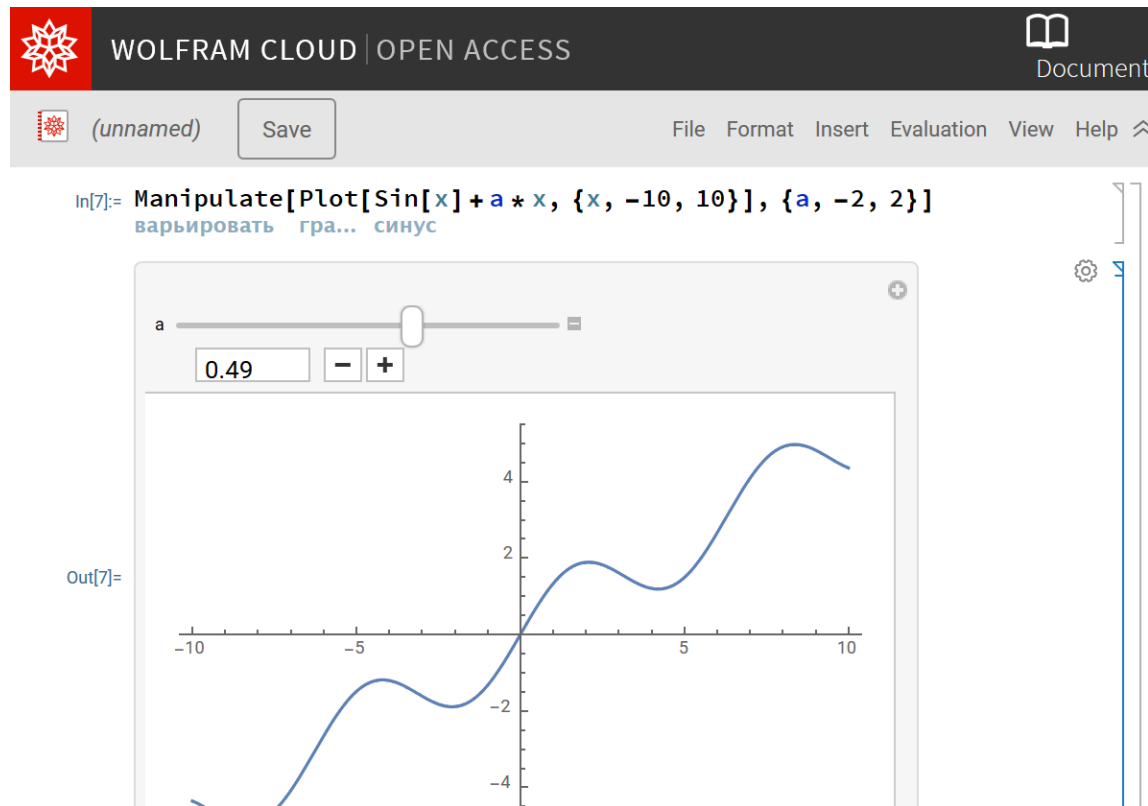 WOLFRAM CLOUD | OPEN ACCESS
Document
(unnamed) Save File Format Insert Evaluation View Help
In[7]:= Manipulate[Plot[Sin[x] + a * x, {x, -10, 10}], {a, -2, 2}]
варьировать гра... синус
a
0.49 − +
4
2
Out[7]=
-10 -5 5 10
-2
-4